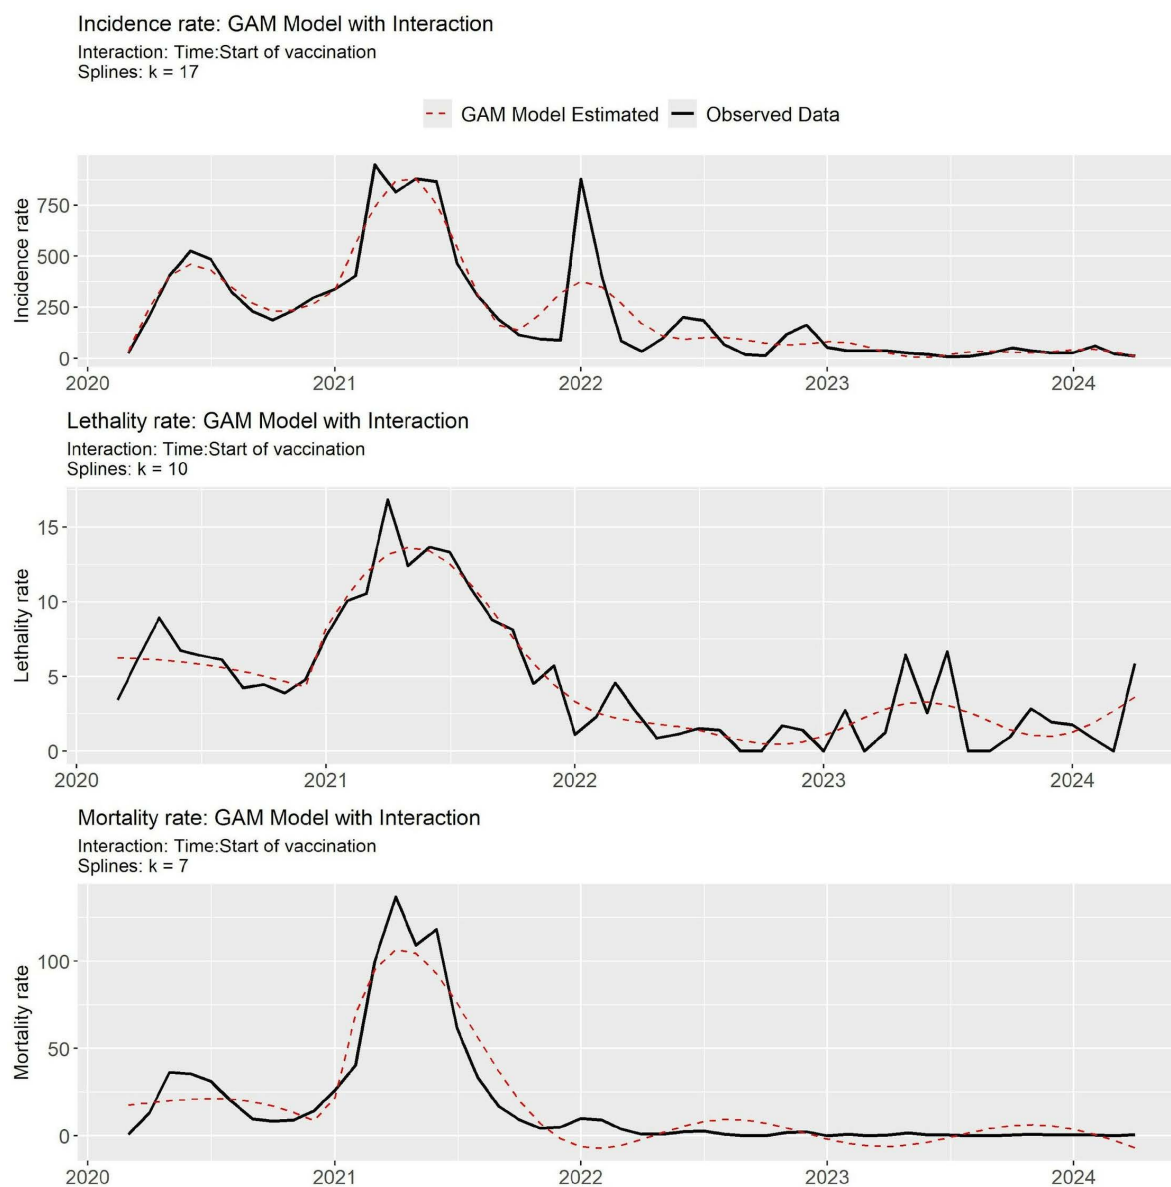 Incidence rate: GAM Model with Interaction
Interaction: Time:Start of vaccination
Splines: k = 17
GAM Model Estimated Observed Data
Incidence rate
750
500
250
0
2020 2021 2022 2023 2024
Lethality rate: GAM Model with Interaction
Interaction: Time:Start of vaccination
Splines: k = 10
Lethality rate
15
10
5
0
2020 2021 2022 2023 2024
Mortality rate: GAM Model with Interaction
Interaction: Time:Start of vaccination
Splines: k = 7
Mortality rate
100
50
0
2020 2021 2022 2023 2024